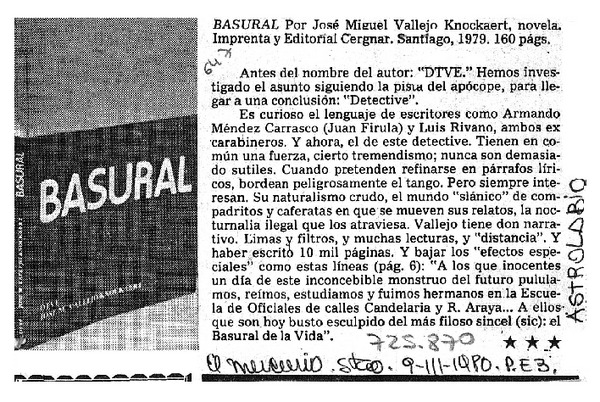 BASURAL Por José Miguel Vallejo Knockaert, novela.
Imprenta y Editorial Cergnar. Santiago, 1979. 160 págs.
Antes del nombre del autor: "DTVE." Hemos inves-
tigado el asunto siguiendo la pista del apócope, para lle-
gar a una conclusión: "Detective".
Es curioso el lenguaje de escritores como Armando
Méndez Carrasco (Juan Firula) y Luis Rivano, ambos ex
carabineros. Y ahora, el de este detective. Tienen en co-
mún una fuerza, cierto tremendismo; nunca son demasia-
do sutiles. Cuando pretenden refinarse en párrafos líri-
cos, bordean peligrosamente el tango. Pero siempre inte-
resan. Su naturalismo crudo, el mundo "slánico" de com-
padritos y caferatas en que se mueven sus relatos, la noc-
turnalia ilegal que los atraviesa. Vallejo tiene don narra-
tivo. Limas y filtros, y muchas lecturas, y "distancia". Y
haber escrito 10 mil páginas. Y bajar los "efectos espe-
ciales" como estas líneas (pág. 6): "A los que inocentes
un día de este inconcebible monstruo del futuro pulula-
mos, reímos, estudiamos y fuimos hermanos en la Escue-
la de Oficiales de calles Candelaria y R. Araya... A ellos
que son hoy busto esculpido del más filoso sincel (sic): el
Basural de la Vida".
★ ★ ★
725.870
El Mercurio. Stgo. 9-III-1980. P.E3.
ASTROLABIO
BASURAL
BASURAL